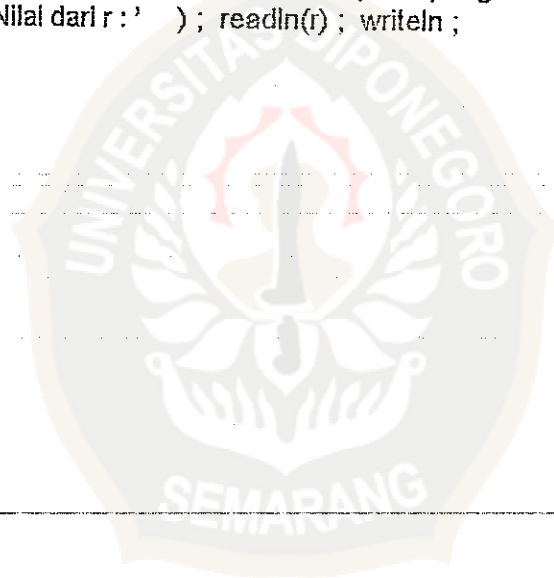 Nilai dari r : ' ) ; readln(r) ; writeln ;
UNIVERSITAS DIPONEGORO
SEMARANG